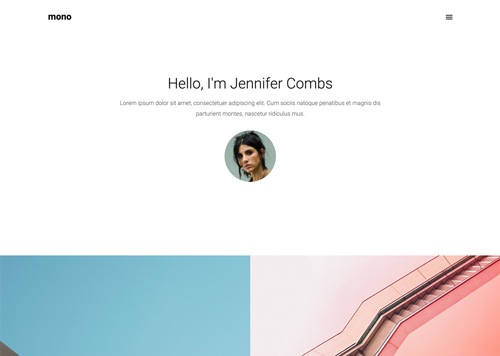 mono
Hello, I'm Jennifer Combs
Lorem ipsum dolor sit amet, consectetuer adipiscing elit. Cum sociis natoque penatibus et magnis dis
parturient montes, nascetur ridiculus mus.